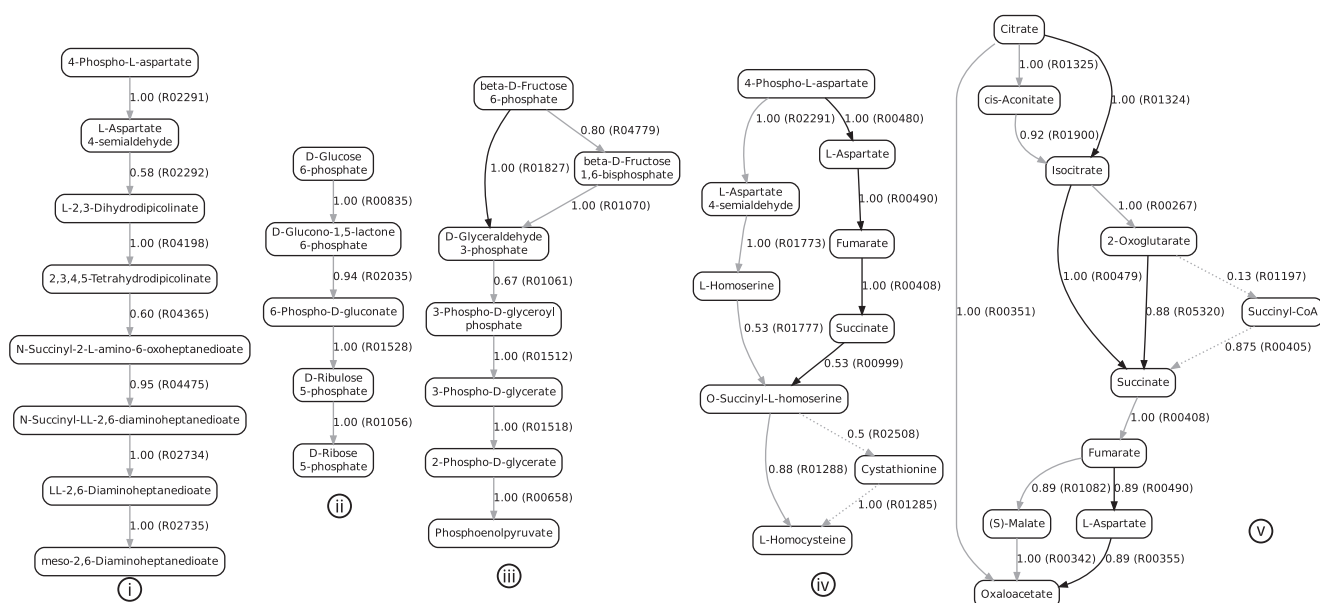 4-Phospho-L-aspartate
1.00 (R02291)
L-Aspartate
4-semialdehyde
0.58 (R02292)
L-2,3-Dihydrodipicolinate
1.00 (R04198)
2,3,4,5-Tetrahydrodipicolinate
0.60 (R04365)
N-Succinyl-2-L-amino-6-oxoheptanedioate
0.95 (R04475)
N-Succinyl-LL-2,6-diaminoheptanedioate
1.00 (R02734)
LL-2,6-Diaminoheptanedioate
1.00 (R02735)
meso-2,6-Diaminoheptanedioate
i
D-Glucose
6-phosphate
1.00 (R00835)
D-Glucono-1,5-lactone
6-phosphate
0.94 (R02035)
6-Phospho-D-gluconate
1.00 (R01528)
D-Ribulose
5-phosphate
1.00 (R01056)
D-Ribose
5-phosphate
ii
beta-D-Fructose
6-phosphate
0.80 (R04779)
1.00 (R01827)
beta-D-Fructose
1,6-bisphosphate
1.00 (R01070)
D-Glyceraldehyde
3-phosphate
0.67 (R01061)
3-Phospho-D-glyceroyl
phosphate
1.00 (R01512)
3-Phospho-D-glycerate
1.00 (R01518)
2-Phospho-D-glycerate
1.00 (R00658)
Phosphoenolpyruvate
iii
4-Phospho-L-aspartate
1.00 (R02291)
1.00 (R00480)
L-Aspartate
L-Aspartate
4-semialdehyde
1.00 (R00490)
1.00 (R01773)
Fumarate
L-Homoserine
1.00 (R00408)
0.53 (R01777)
Succinate
0.53 (R00999)
O-Succinyl-L-homoserine
0.5 (R02508)
0.88 (R01288)
Cystathionine
1.00 (R01285)
L-Homocysteine
iv
Citrate
1.00 (R01325)
cis-Aconitate
1.00 (R01324)
0.92 (R01900)
Isocitrate
1.00 (R00267)
2-Oxoglutarate
1.00 (R00479)
0.13 (R01197)
1.00 (R00351)
0.88 (R05320)
Succinyl-CoA
0.875 (R00405)
Succinate
1.00 (R00408)
Fumarate
0.89 (R01082)
0.89 (R00490)
(S)-Malate
L-Aspartate
1.00 (R00342)
0.89 (R00355)
Oxaloacetate
v